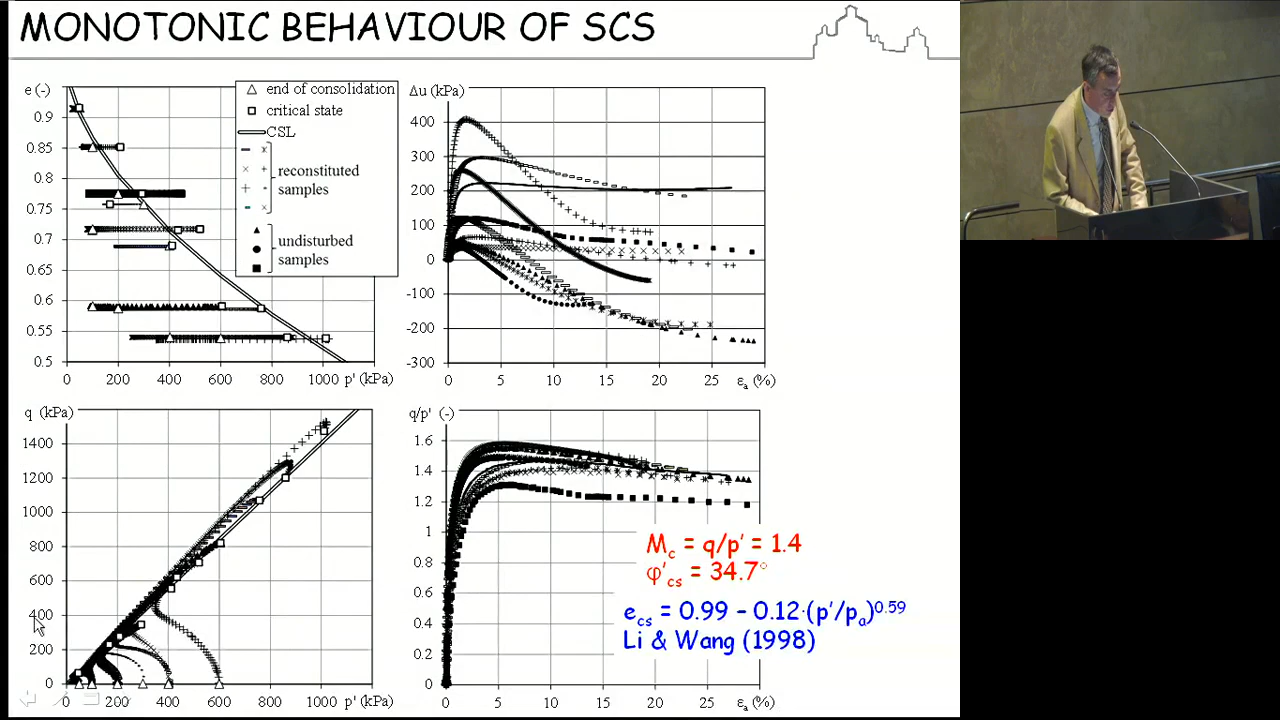 MONOTONIC BEHAVIOUR OF SCS
e (-)
0.9
0.85
0.8
0.75
0.7
0.65
0.6
0.55
0.5
0 200 400 600 800 1000 p' (kPa)
end of consolidation
critical state
CSL
reconstituted
samples
undisturbed
samples
Δu (kPa)
400
300
200
100
0
-100
-200
-300
0 5 10 15 20 25 εa (%)
q (kPa)
1400
1200
1000
800
600
400
200
0
0 200 400 600 800 1000 p' (kPa)
q/p' (-)
1.6
1.4
1.2
1
0.8
0.6
0.4
0.2
0
0 5 10 15 20 25 εa (%)
Mc = q/p' = 1.4
φ'cs = 34.7°
ecs = 0.99 – 0.12·(p'/pa)^0.59
Li & Wang (1998)